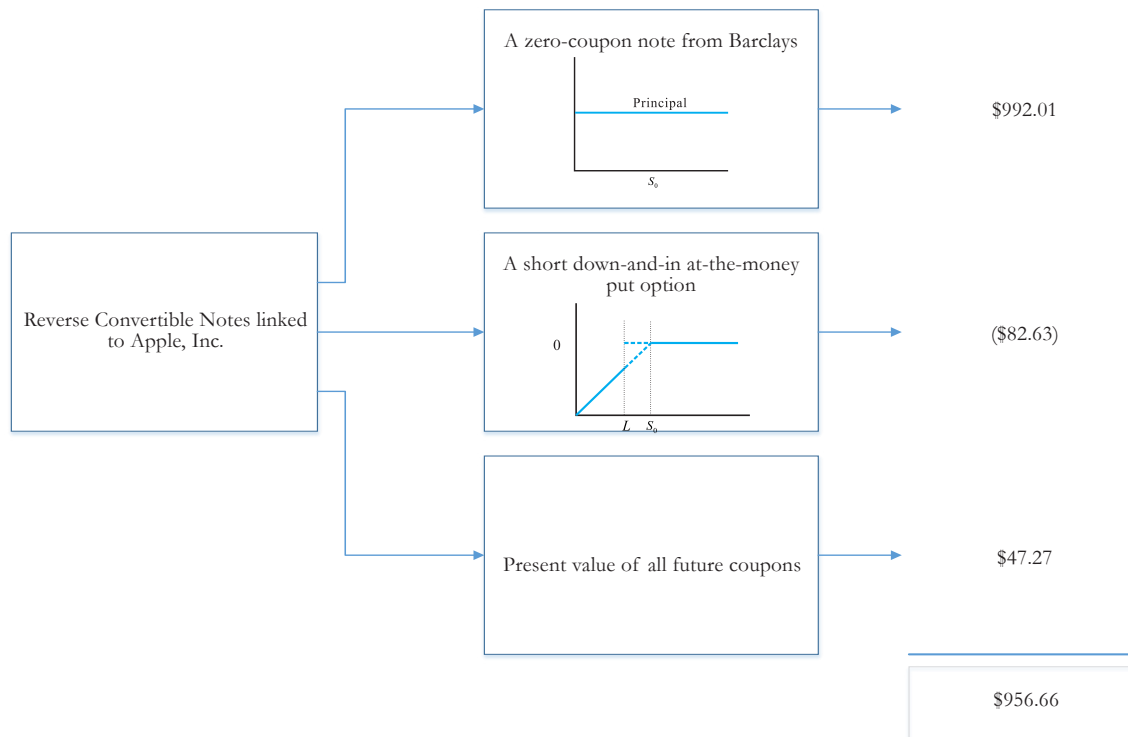 A zero-coupon note from Barclays
Principal
S₀
$992.01
Reverse Convertible Notes linked
to Apple, Inc.
A short down-and-in at-the-money
put option
0
L S₀
($82.63)
Present value of all future coupons
$47.27
$956.66